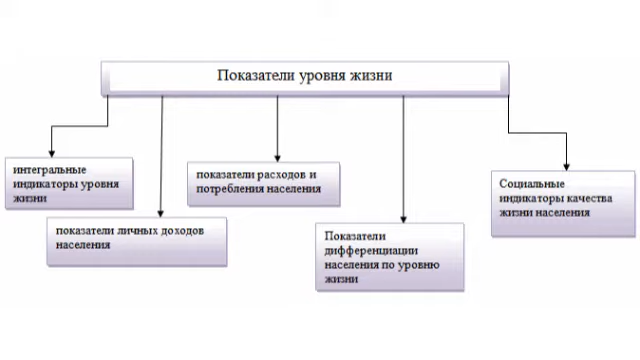 Показатели уровня жизни
интегральные
индикаторы уровня
жизни
показатели личных доходов
населения
показатели расходов и
потребления населения
Показатели
дифференциации
населения по уровню
жизни
Социальные
индикаторы качества
жизни населения